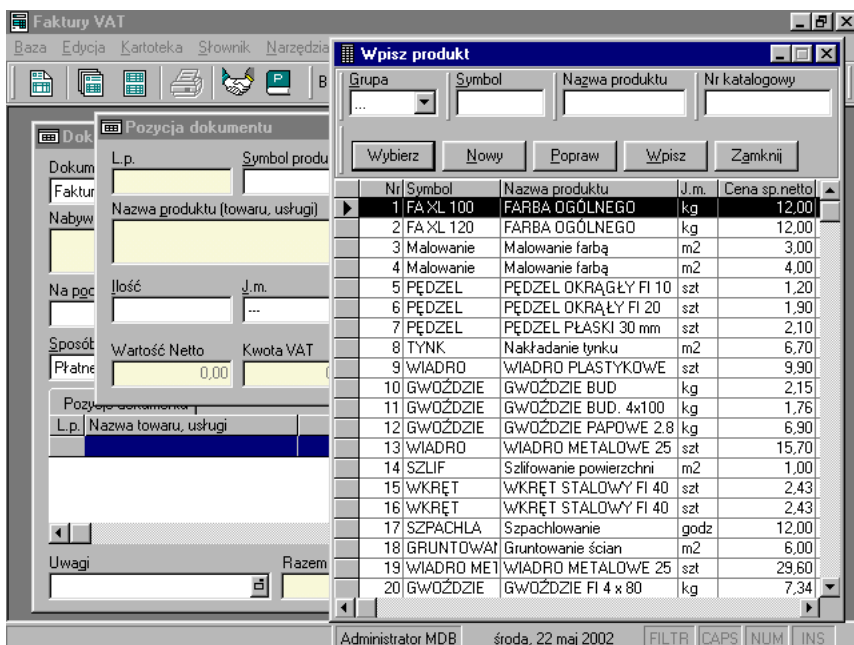 Faktury VAT
Baza Edycja Kartoteka Słownik Narzędzia
Wpisz produkt
Grupa Symbol Nazwa produktu Nr katalogowy
...
Wybierz Nowy Popraw Wpisz Zamknij
Pozycja dokumentu
L.p. Symbol produ
Nazwa produktu (towaru, usługi)
Ilość J.m.
---
Wartość Netto Kwota VAT
0,00
Dok
Dokum
Faktur
Nabyw
Na poc
Sposób
Płatne
Pozycje dokumentu
L.p. Nazwa towaru, usługi
Uwagi Razem
Nr Symbol Nazwa produktu J.m. Cena sp.netto
1 FA XL 100 FARBA OGÓLNEGO kg 12,00
2 FA XL 120 FARBA OGÓLNEGO kg 12,00
3 Malowanie Malowanie farbą m2 3,00
4 Malowanie Malowanie farbą m2 4,00
5 PĘDZEL PĘDZEL OKRĄGŁY FI 10 szt 1,20
6 PĘDZEL PĘDZEL OKRĄŁY FI 20 szt 1,90
7 PĘDZEL PĘDZEL PŁASKI 30 mm szt 2,10
8 TYNK Nakładanie tynku m2 6,70
9 WIADRO WIADRO PLASTYKOWE szt 9,90
10 GWOŹDZIE GWOŹDZIE BUD kg 2,15
11 GWOŹDZIE GWOŹDZIE BUD. 4x100 kg 1,76
12 GWOŹDZIE GWOŹDZIE PAPOWE 2.8 kg 6,90
13 WIADRO WIADRO METALOWE 25 szt 15,70
14 SZLIF Szlifowanie powierzchni m2 1,00
15 WKRĘT WKRĘT STALOWY FI 40 szt 2,43
16 WKRĘT WKRĘT STALOWY FI 40 szt 2,43
17 SZPACHLA Szpachlowanie godz 12,00
18 GRUNTOWAN Gruntowanie ścian m2 6,00
19 WIADRO MET WIADRO METALOWE 25 szt 29,60
20 GWOŹDZIE GWOŹDZIE FI 4 x 80 kg 7,34
Administrator MDB środa, 22 maj 2002 FILTR CAPS NUM INS